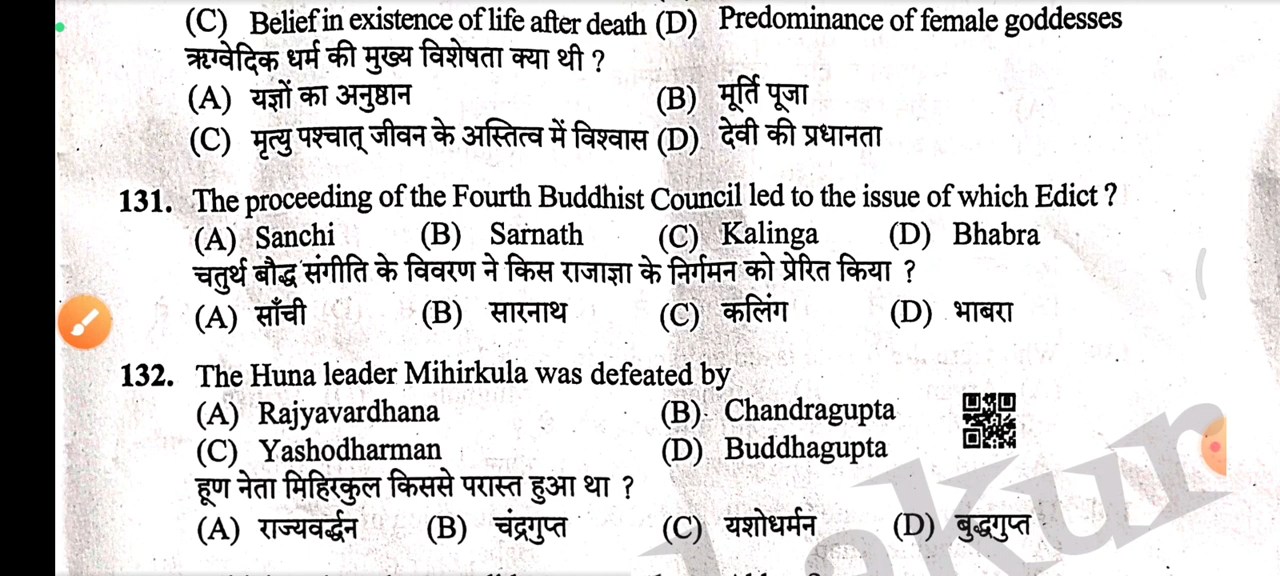 (C) Belief in existence of life after death (D) Predominance of female goddesses
ऋग्वेदिक धर्म की मुख्य विशेषता क्या थी ?
(A) यज्ञों का अनुष्ठान (B) मूर्ति पूजा
(C) मृत्यु पश्चात् जीवन के अस्तित्व में विश्वास (D) देवी की प्रधानता
131. The proceeding of the Fourth Buddhist Council led to the issue of which Edict ?
(A) Sanchi (B) Sarnath (C) Kalinga (D) Bhabra
चतुर्थ बौद्ध संगीति के विवरण ने किस राजाज्ञा के निर्गमन को प्रेरित किया ?
(A) साँची (B) सारनाथ (C) कलिंग (D) भाबरा
132. The Huna leader Mihirkula was defeated by
(A) Rajyavardhana (B) Chandragupta
(C) Yashodharman (D) Buddhagupta
हूण नेता मिहिरकुल किससे परास्त हुआ था ?
(A) राज्यवर्द्धन (B) चंद्रगुप्त (C) यशोधर्मन (D) बुद्धगुप्त